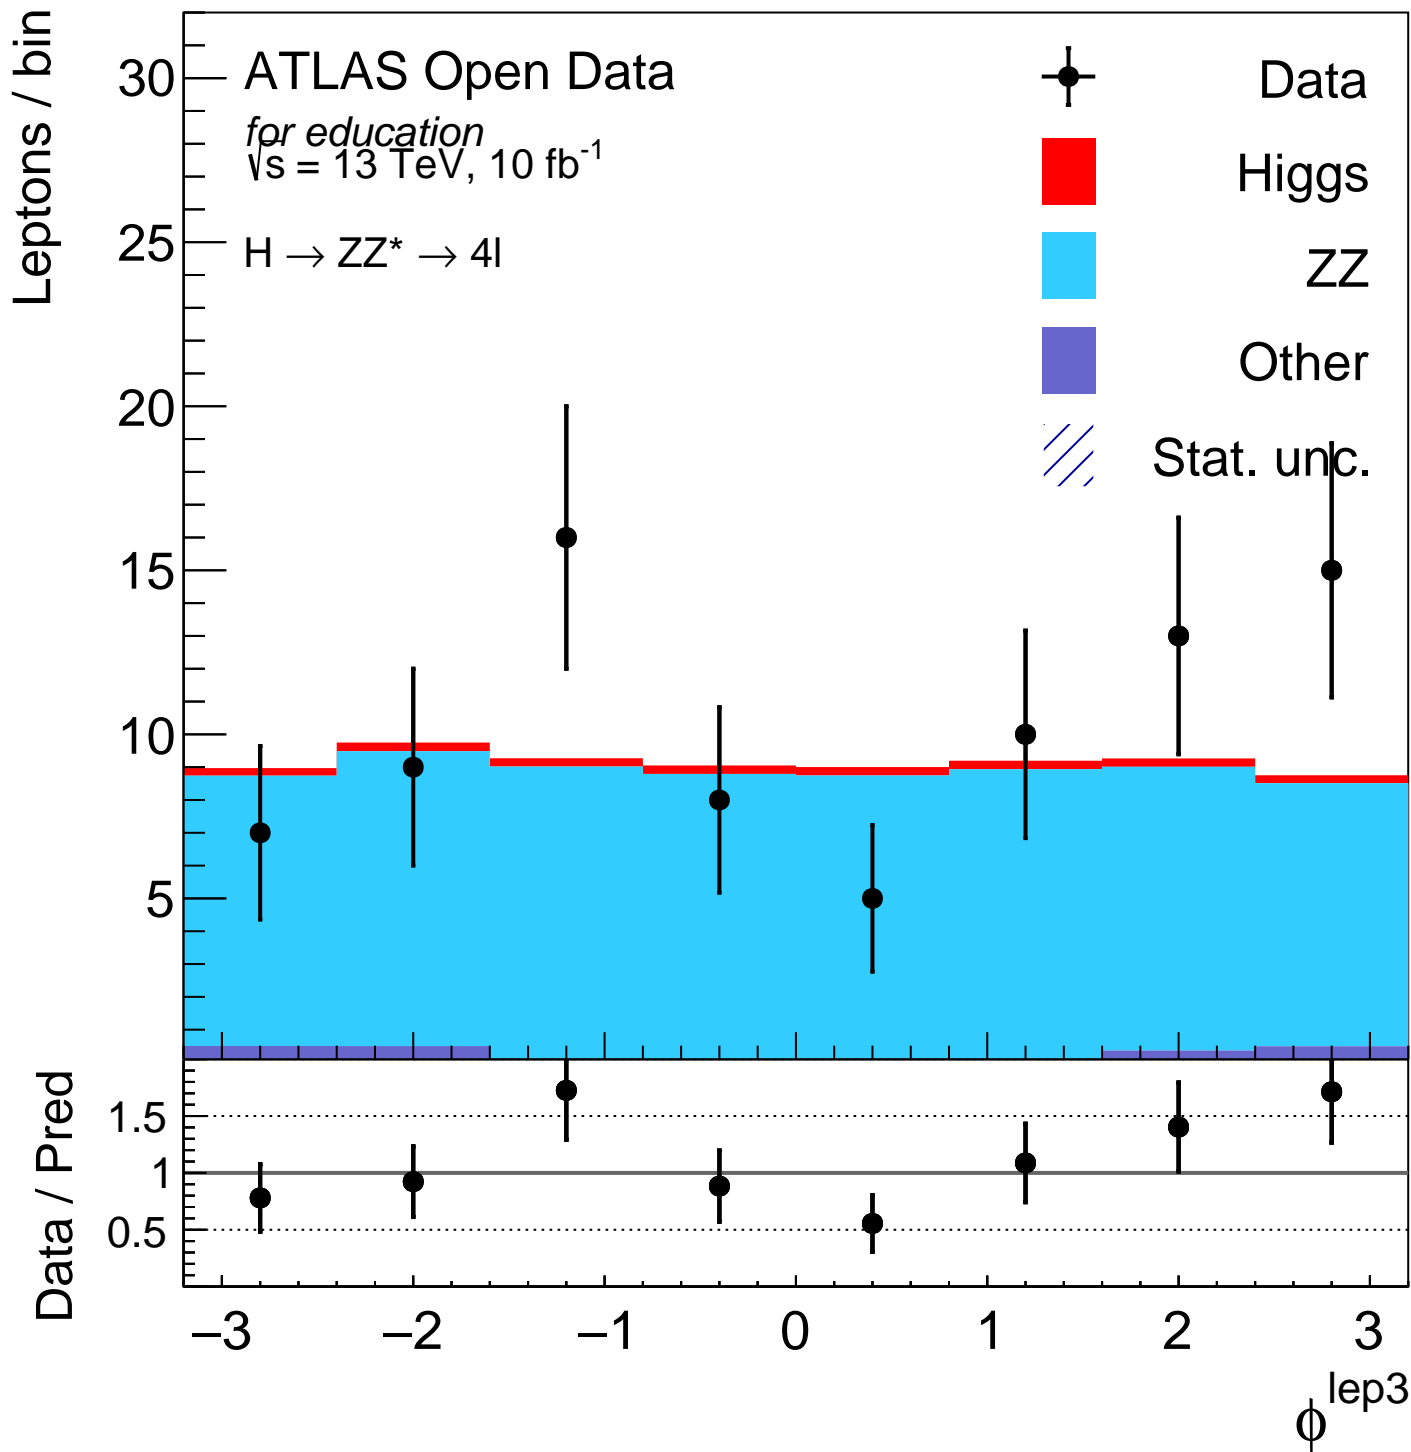 Leptons / bin
30
25
20
15
10
5
ATLAS Open Data
for education
√s = 13 TeV, 10 fb⁻¹
H → ZZ* → 4l
Data
Higgs
ZZ
Other
Stat. unc.
Data / Pred
1.5
1
0.5
−3 −2 −1 0 1 2 3
ϕ^lep3